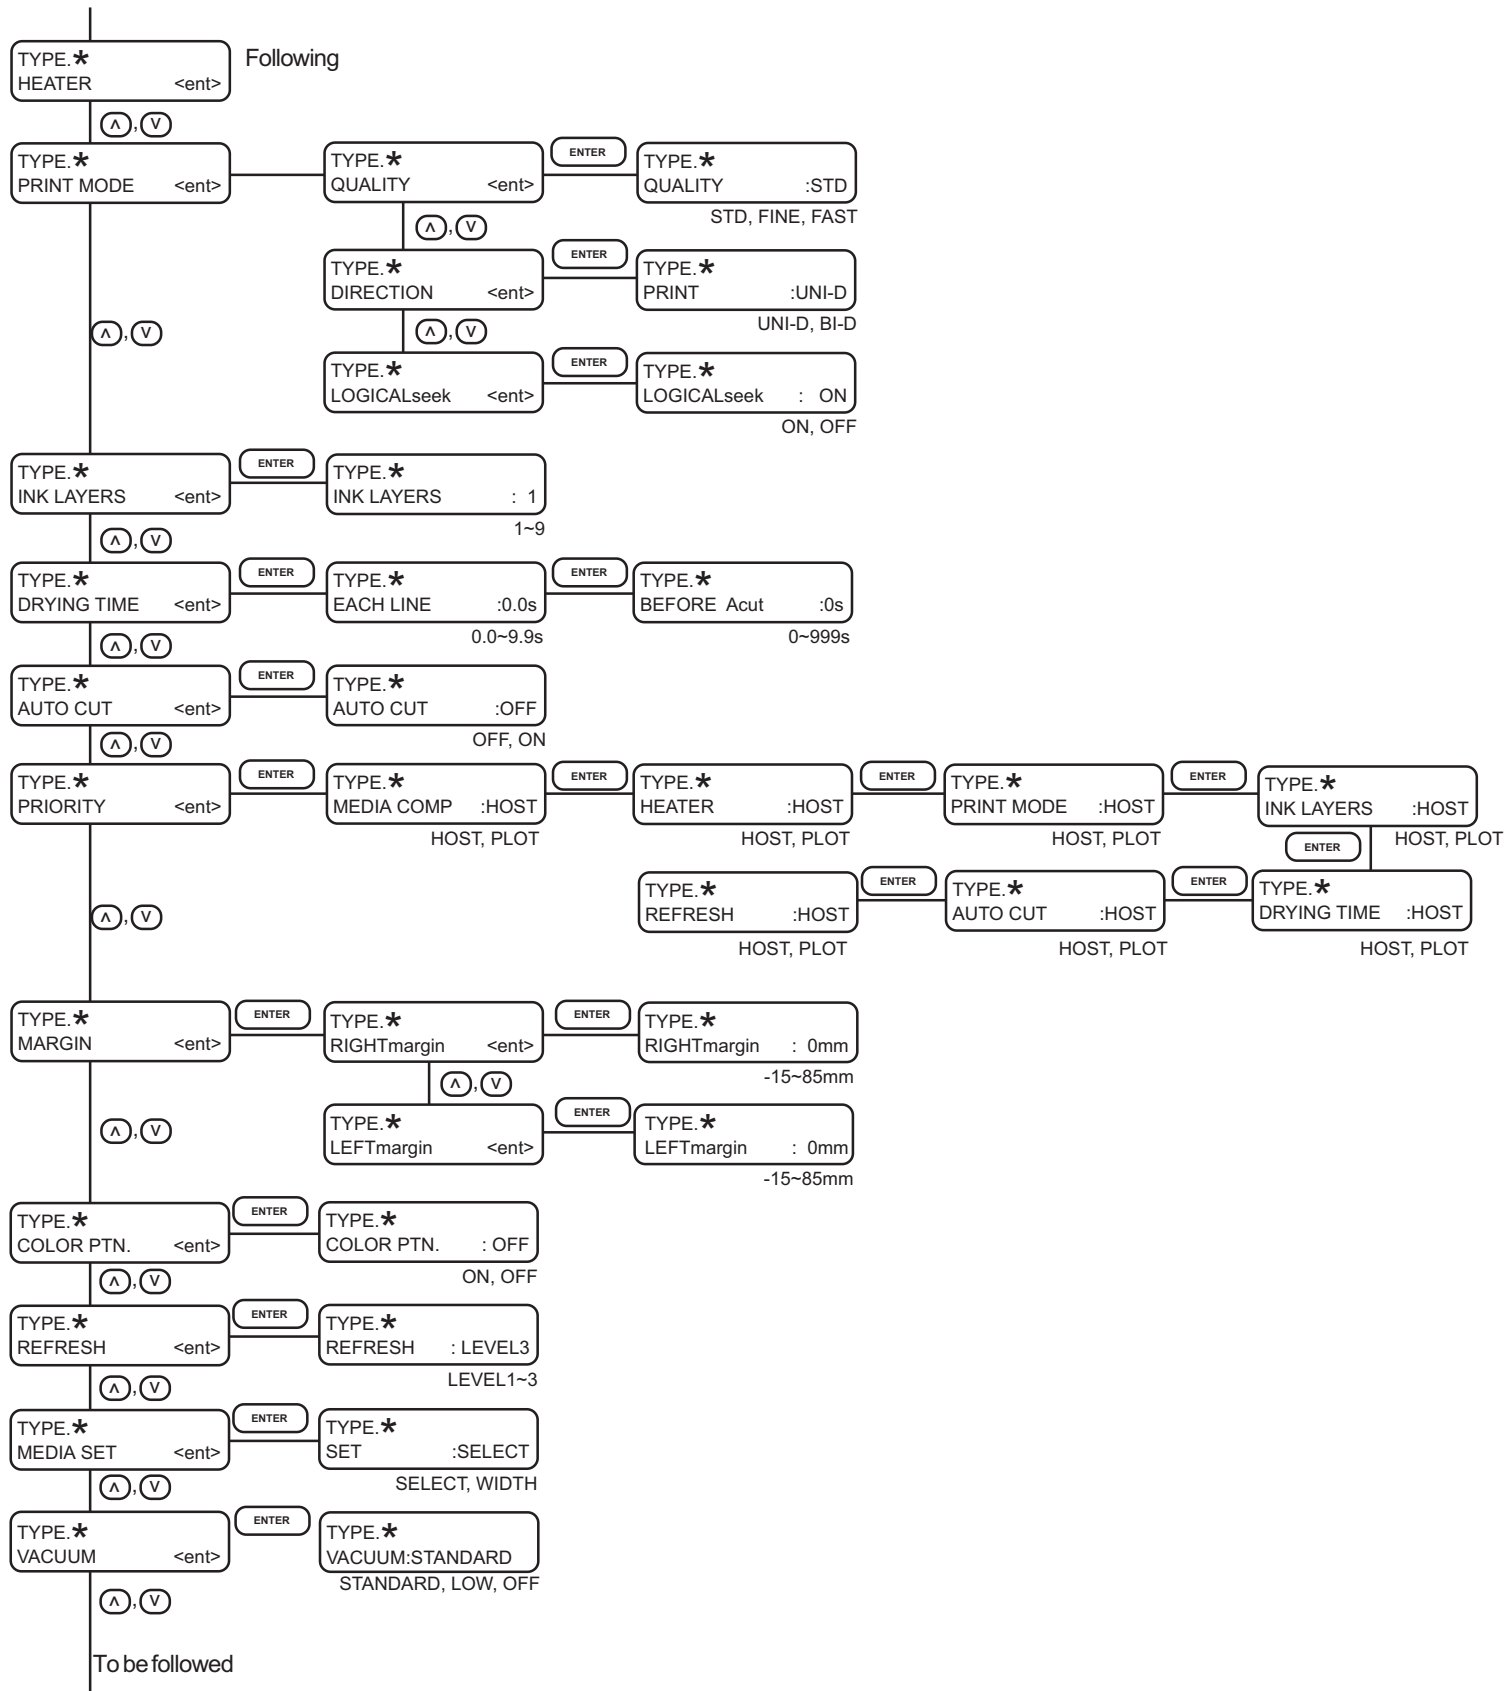 TYPE.*
HEATER <ent>
Following
∧, ∨
TYPE.*
PRINT MODE <ent>
TYPE.*
QUALITY <ent>
ENTER
TYPE.*
QUALITY :STD
STD, FINE, FAST
∧, ∨
TYPE.*
DIRECTION <ent>
ENTER
TYPE.*
PRINT :UNI-D
UNI-D, BI-D
∧, ∨
∧, ∨
TYPE.*
LOGICALseek <ent>
ENTER
TYPE.*
LOGICALseek : ON
ON, OFF
TYPE.*
INK LAYERS <ent>
ENTER
TYPE.*
INK LAYERS : 1
1~9
∧, ∨
TYPE.*
DRYING TIME <ent>
ENTER
TYPE.*
EACH LINE :0.0s
0.0~9.9s
ENTER
TYPE.*
BEFORE Acut :0s
0~999s
∧, ∨
TYPE.*
AUTO CUT <ent>
ENTER
TYPE.*
AUTO CUT :OFF
OFF, ON
∧, ∨
TYPE.*
PRIORITY <ent>
ENTER
TYPE.*
MEDIA COMP :HOST
HOST, PLOT
ENTER
TYPE.*
HEATER :HOST
HOST, PLOT
ENTER
TYPE.*
PRINT MODE :HOST
HOST, PLOT
ENTER
TYPE.*
INK LAYERS :HOST
HOST, PLOT
ENTER
TYPE.*
DRYING TIME :HOST
HOST, PLOT
ENTER
TYPE.*
AUTO CUT :HOST
HOST, PLOT
ENTER
TYPE.*
REFRESH :HOST
HOST, PLOT
∧, ∨
TYPE.*
MARGIN <ent>
ENTER
TYPE.*
RIGHTmargin <ent>
ENTER
TYPE.*
RIGHTmargin : 0mm
-15~85mm
∧, ∨
TYPE.*
LEFTmargin <ent>
ENTER
TYPE.*
LEFTmargin : 0mm
-15~85mm
∧, ∨
TYPE.*
COLOR PTN. <ent>
ENTER
TYPE.*
COLOR PTN. : OFF
ON, OFF
∧, ∨
TYPE.*
REFRESH <ent>
ENTER
TYPE.*
REFRESH : LEVEL3
LEVEL1~3
∧, ∨
TYPE.*
MEDIA SET <ent>
ENTER
TYPE.*
SET :SELECT
SELECT, WIDTH
∧, ∨
TYPE.*
VACUUM <ent>
ENTER
TYPE.*
VACUUM:STANDARD
STANDARD, LOW, OFF
∧, ∨
To be followed